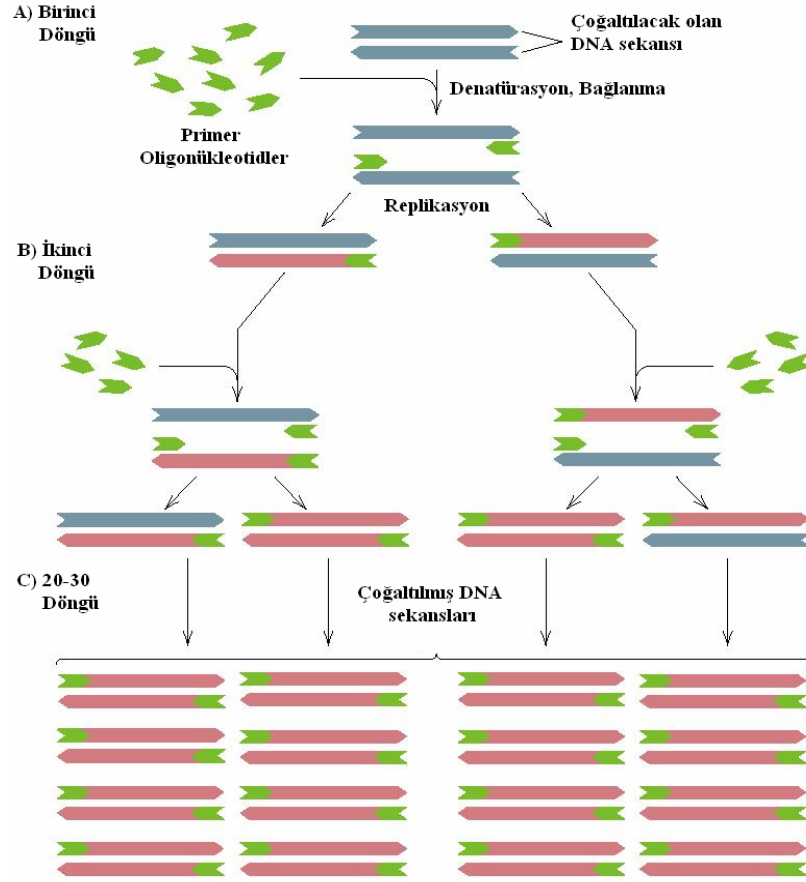 A) Birinci
Döngü
Çoğaltılacak olan
DNA sekansı
Denatürasyon, Bağlanma
Primer
Oligonükleotidler
Replikasyon
B) İkinci
Döngü
C) 20-30
Döngü
Çoğaltılmış DNA
sekansları